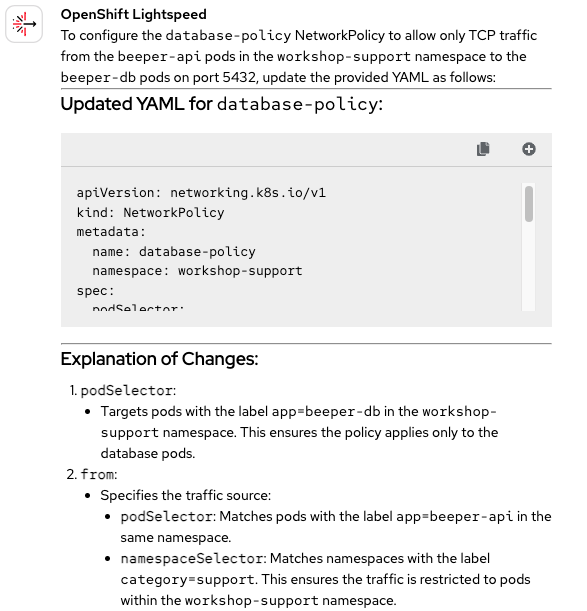 OpenShift Lightspeed
To configure the database-policy NetworkPolicy to allow only TCP traffic
from the beeper-api pods in the workshop-support namespace to the
beeper-db pods on port 5432, update the provided YAML as follows:
Updated YAML for database-policy:
apiVersion: networking.k8s.io/v1
kind: NetworkPolicy
metadata:
  name: database-policy
  namespace: workshop-support
spec:
  podSelector:
Explanation of Changes:
1. podSelector:
• Targets pods with the label app=beeper-db in the workshop-
support namespace. This ensures the policy applies only to the
database pods.
2. from:
• Specifies the traffic source:
• podSelector: Matches pods with the label app=beeper-api in the
same namespace.
• namespaceSelector: Matches namespaces with the label
category=support. This ensures the traffic is restricted to pods
within the workshop-support namespace.